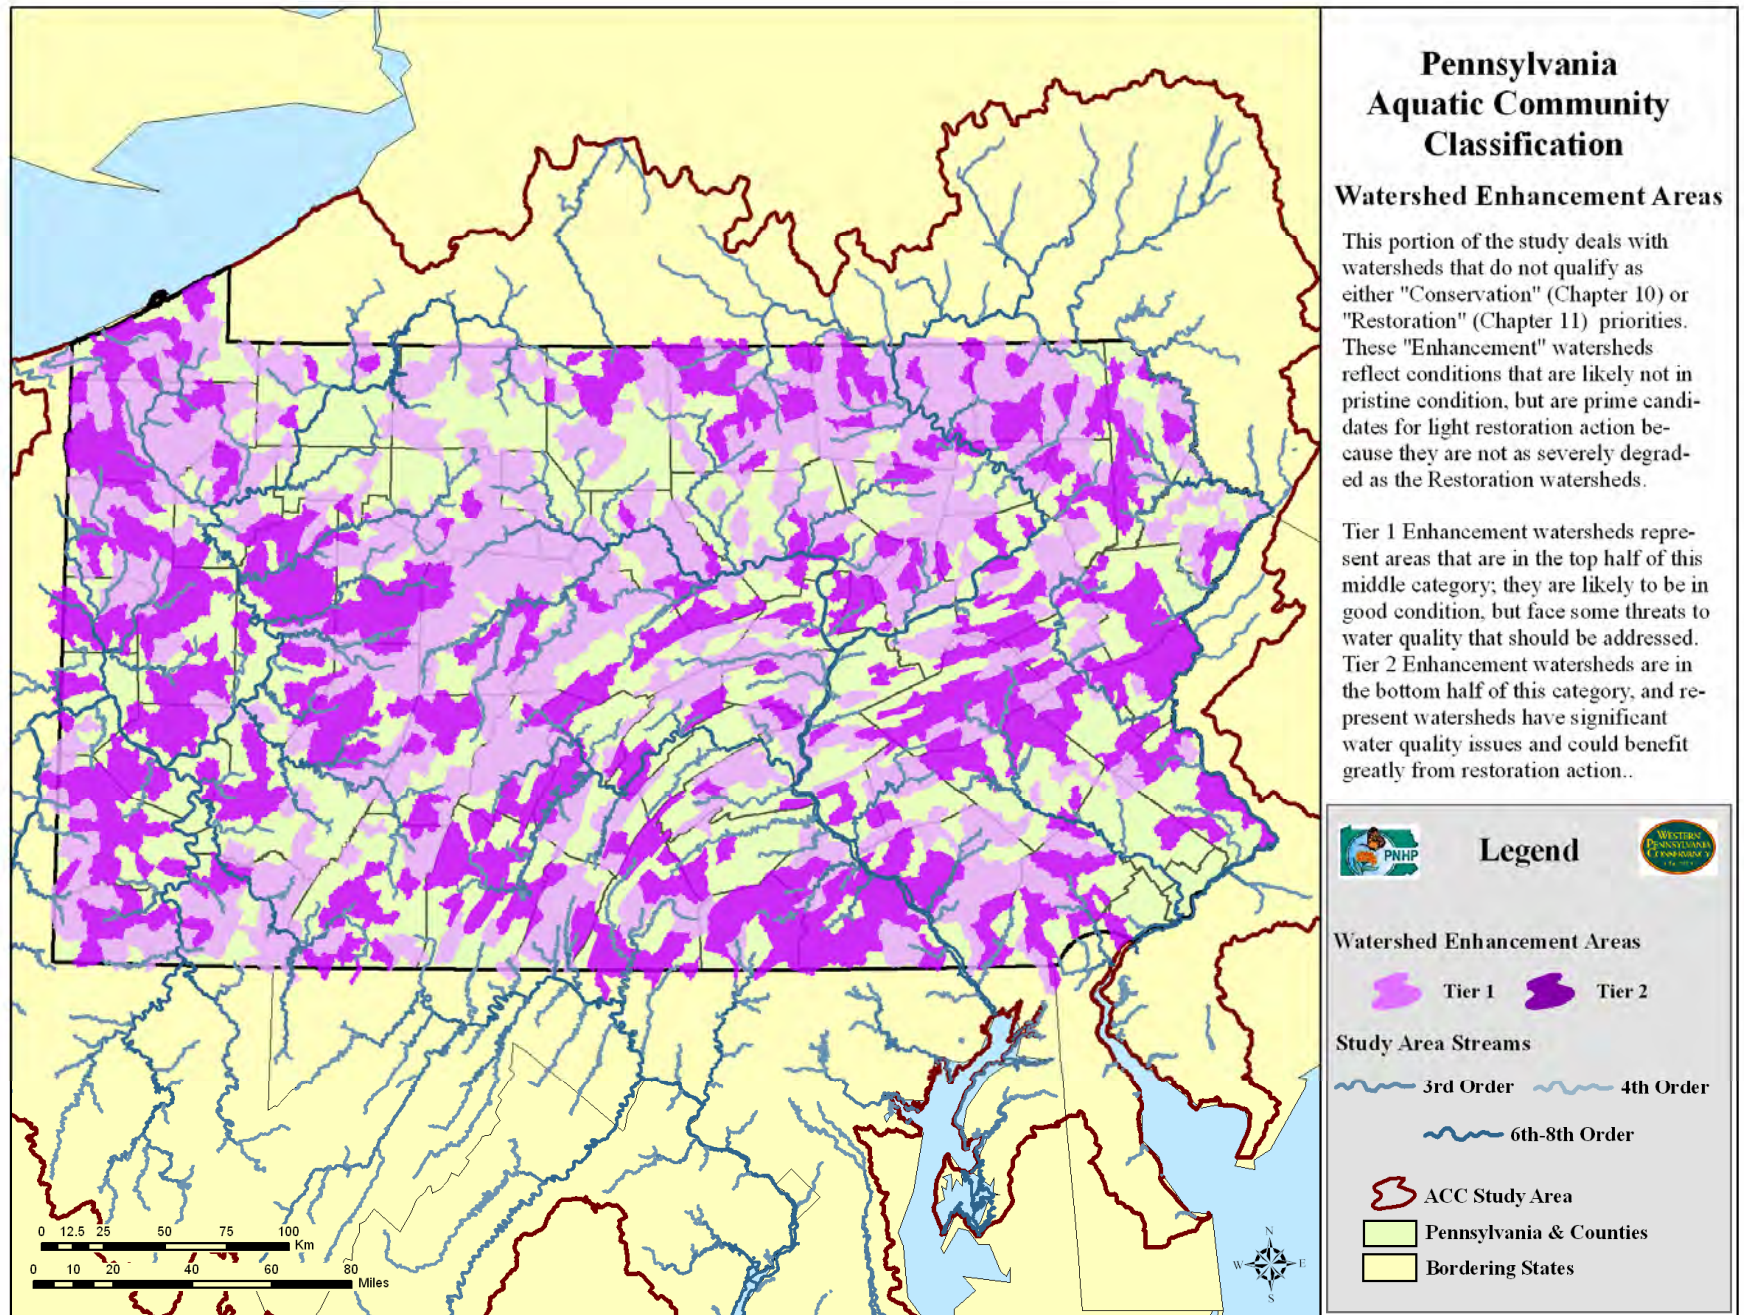 Pennsylvania
Aquatic Community
Classification
Watershed Enhancement Areas
This portion of the study deals with
watersheds that do not qualify as
either "Conservation" (Chapter 10) or
"Restoration" (Chapter 11) priorities.
These "Enhancement" watersheds
reflect conditions that are likely not in
pristine condition, but are prime candi-
dates for light restoration action be-
cause they are not as severely degrad-
ed as the Restoration watersheds.
Tier 1 Enhancement watersheds repre-
sent areas that are in the top half of this
middle category; they are likely to be in
good condition, but face some threats to
water quality that should be addressed.
Tier 2 Enhancement watersheds are in
the bottom half of this category, and re-
present watersheds have significant
water quality issues and could benefit
greatly from restoration action..
PNHP
Legend
WESTERN
PENNSYLVANIA
CONSERVANCY
Watershed Enhancement Areas
Tier 1 Tier 2
Study Area Streams
3rd Order 4th Order
6th-8th Order
ACC Study Area
Pennsylvania & Counties
Bordering States
0 12.5 25 50 75 100
Km
0 10 20 40 60 80
Miles
N
W E
S